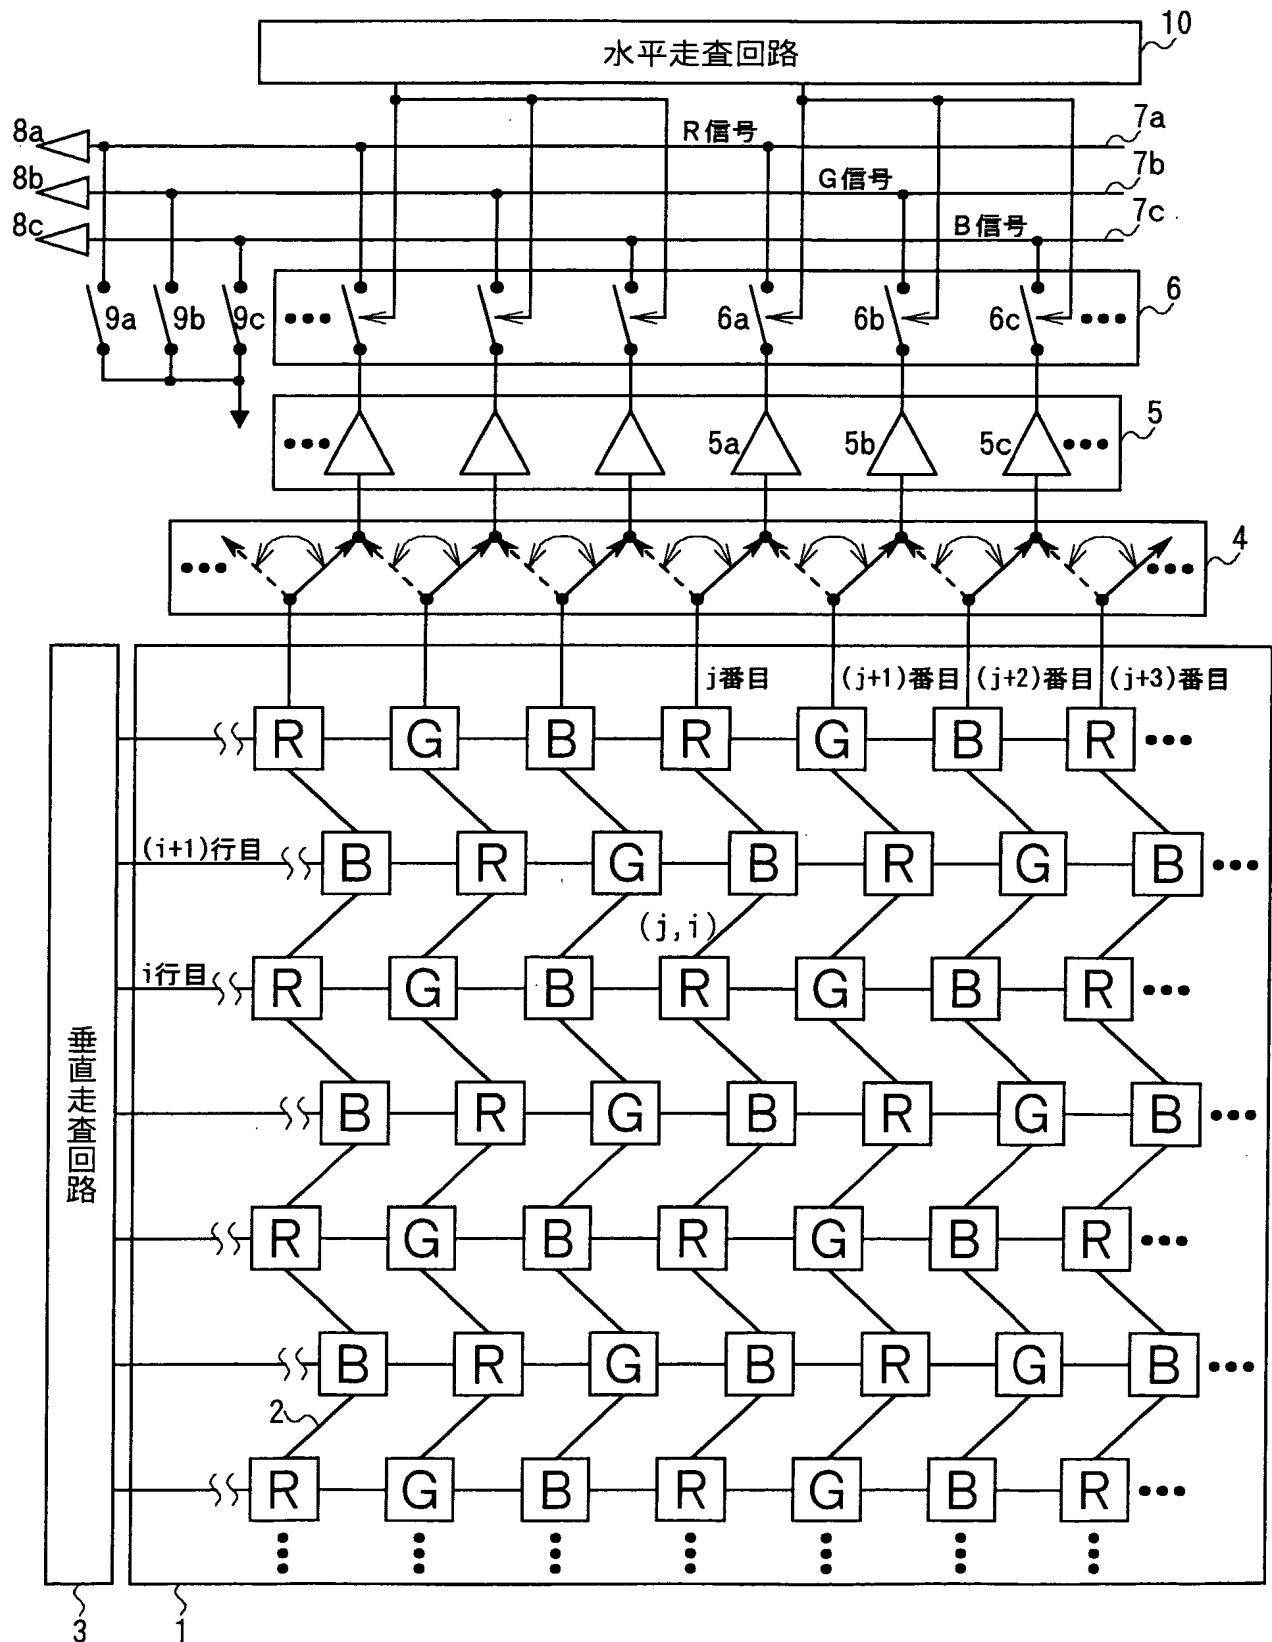 10
水平走査回路
8a
R信号
7a
8b
G信号
7b
8c
B信号
7c
9a 9b 9c
6a 6b 6c
6
5a 5b 5c
5
4
j番目 (j+1)番目 (j+2)番目 (j+3)番目
R G B R G B R
(i+1)行目
B R G B R G B
(j,i)
i行目
R G B R G B R
垂直走査回路
B R G B R G B
R G B R G B R
B R G B R G B
2
R G B R G B R
3
1